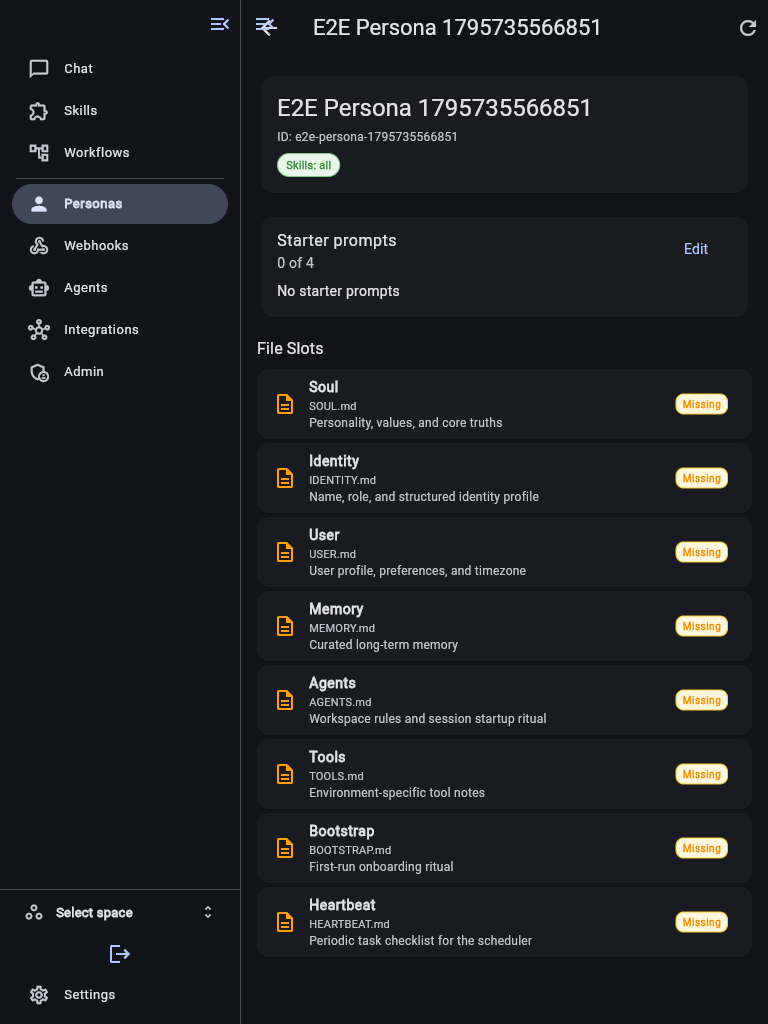 Chat
Skills
Workflows
Personas
Webhooks
Agents
Integrations
Admin
Select space
Settings
E2E Persona 1795735566851
E2E Persona 1795735566851
ID: e2e-persona-1795735566851
Skills: all
Starter prompts
0 of 4
Edit
No starter prompts
File Slots
Soul
SOUL.md
Personality, values, and core truths
Missing
Identity
IDENTITY.md
Name, role, and structured identity profile
Missing
User
USER.md
User profile, preferences, and timezone
Missing
Memory
MEMORY.md
Curated long-term memory
Missing
Agents
AGENTS.md
Workspace rules and session startup ritual
Missing
Tools
TOOLS.md
Environment-specific tool notes
Missing
Bootstrap
BOOTSTRAP.md
First-run onboarding ritual
Missing
Heartbeat
HEARTBEAT.md
Periodic task checklist for the scheduler
Missing